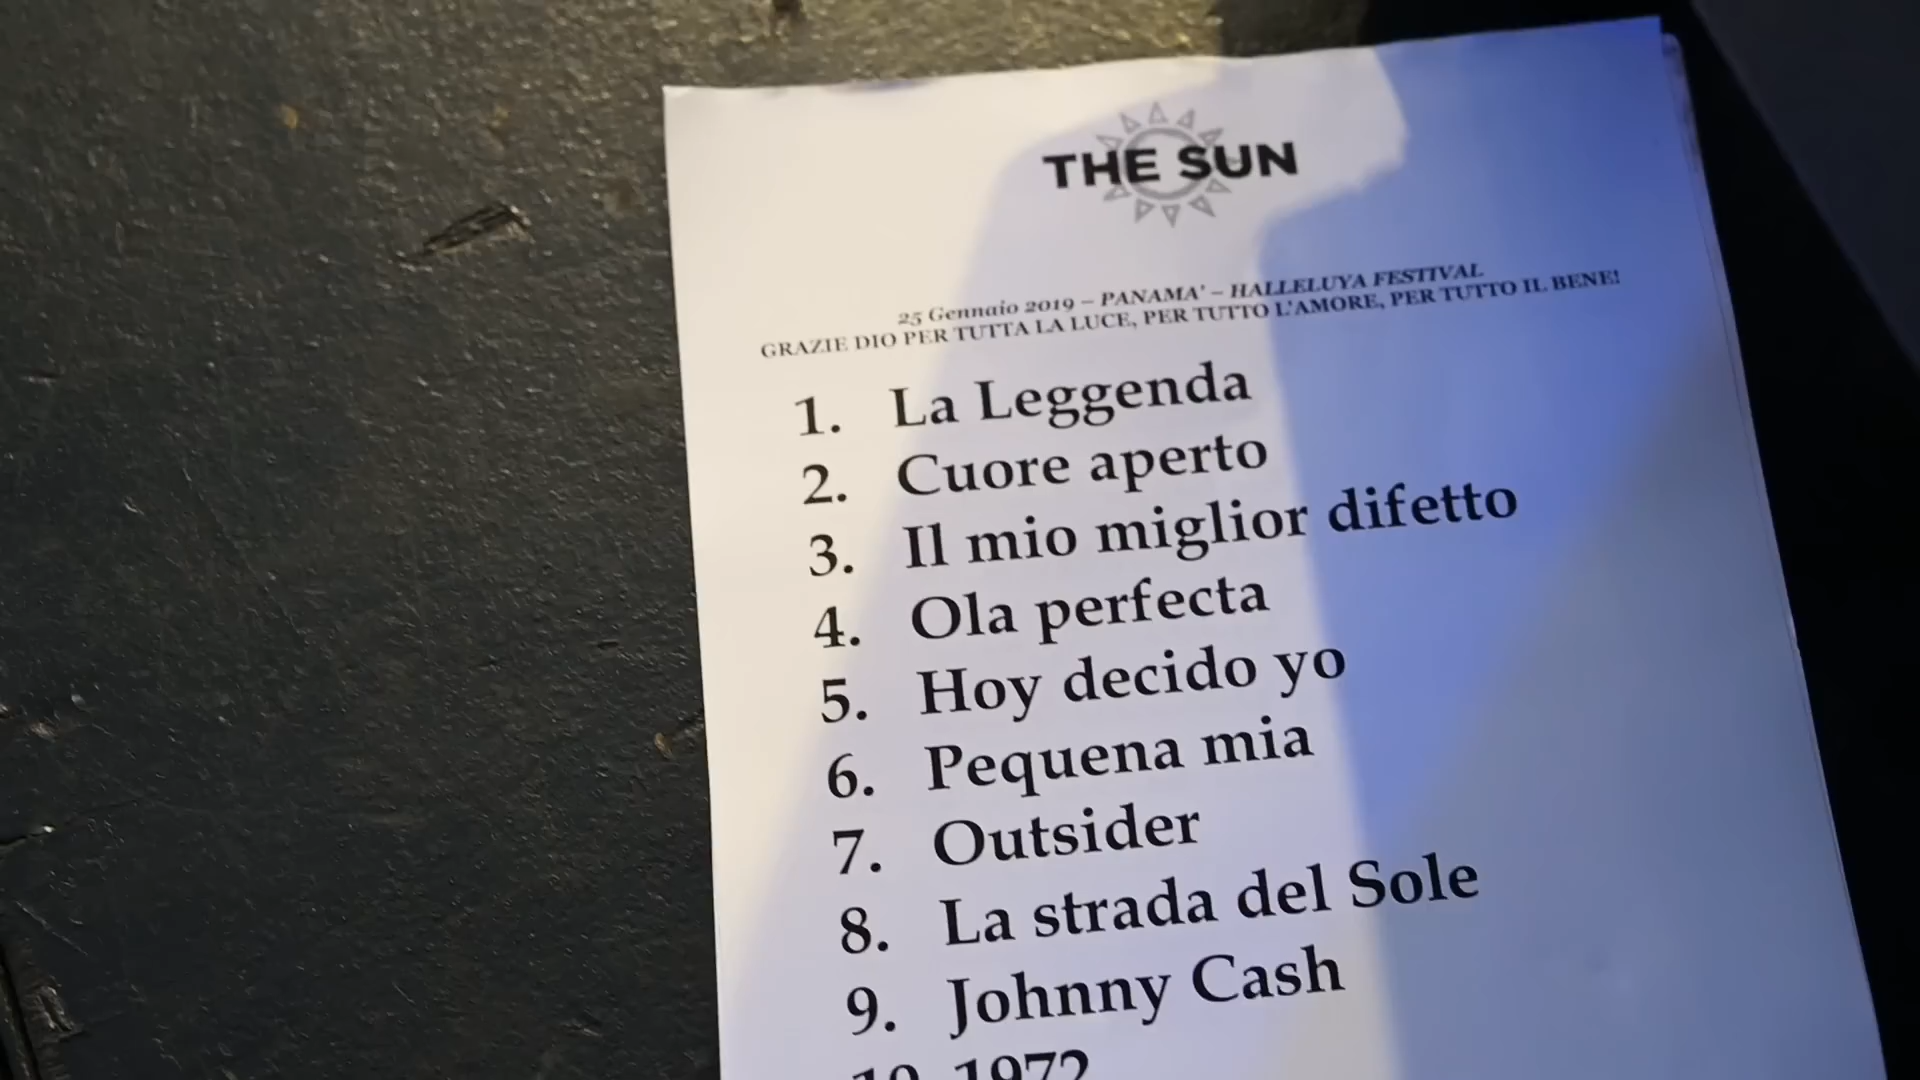 THE SUN
25 Gennaio 2019 – PANAMA' – HALLELUYA FESTIVAL
GRAZIE DIO PER TUTTA LA LUCE, PER TUTTO L'AMORE, PER TUTTO IL BENE!
1. La Leggenda
2. Cuore aperto
3. Il mio miglior difetto
4. Ola perfecta
5. Hoy decido yo
6. Pequena mia
7. Outsider
8. La strada del Sole
9. Johnny Cash
10. 1972